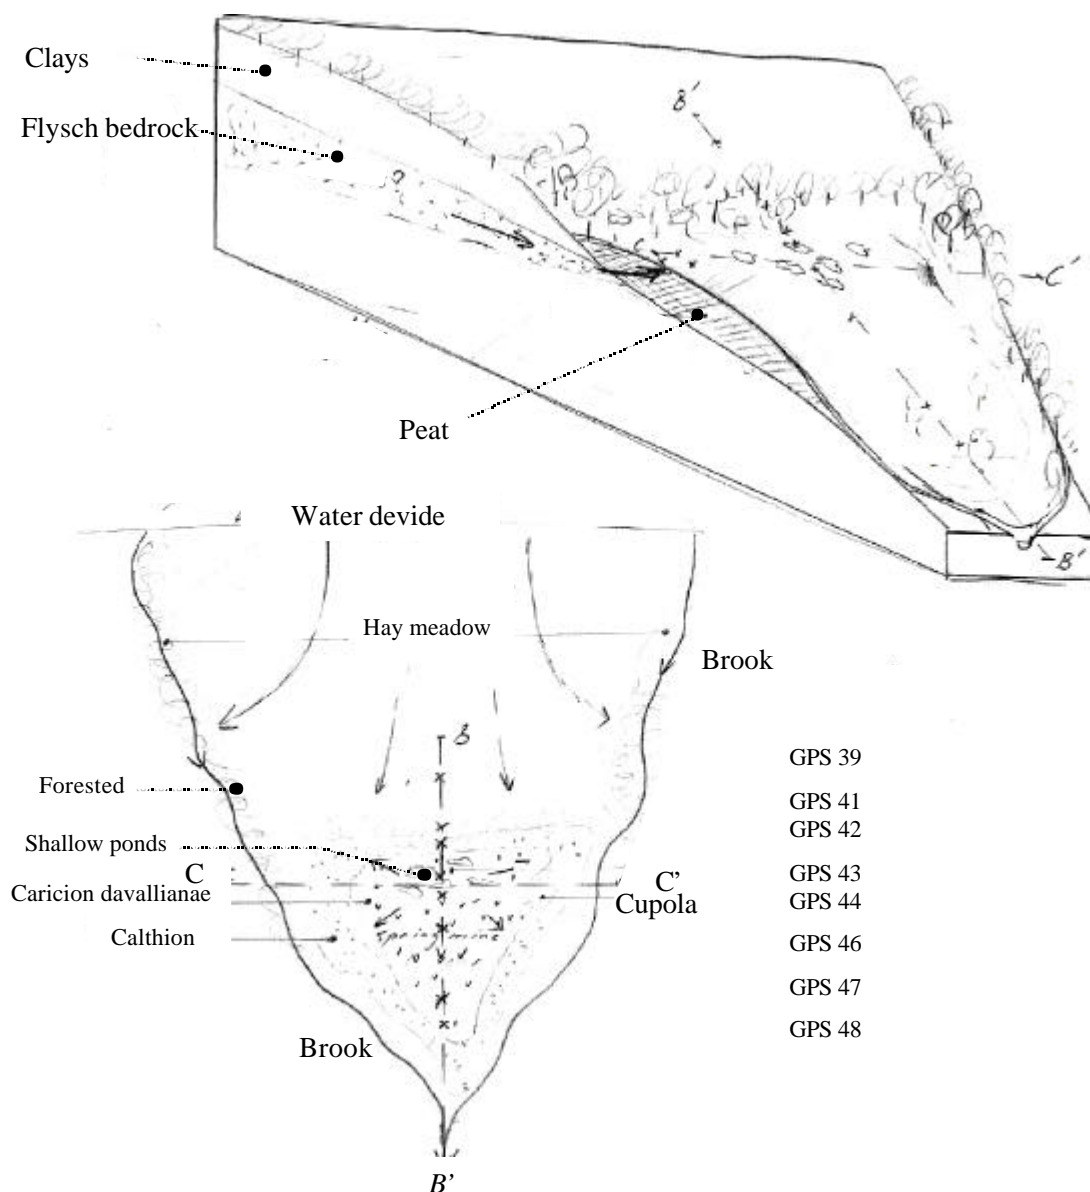 Clays
B'
Flysch bedrock
?
C'
Peat
B'
Water devide
Hay meadow
Brook
B
GPS 39
Forested
GPS 41
GPS 42
Shallow ponds
GPS 43
C
C'
Caricion davallianae
GPS 44
Cupola
Calthion
GPS 46
GPS 47
GPS 48
Brook
B'